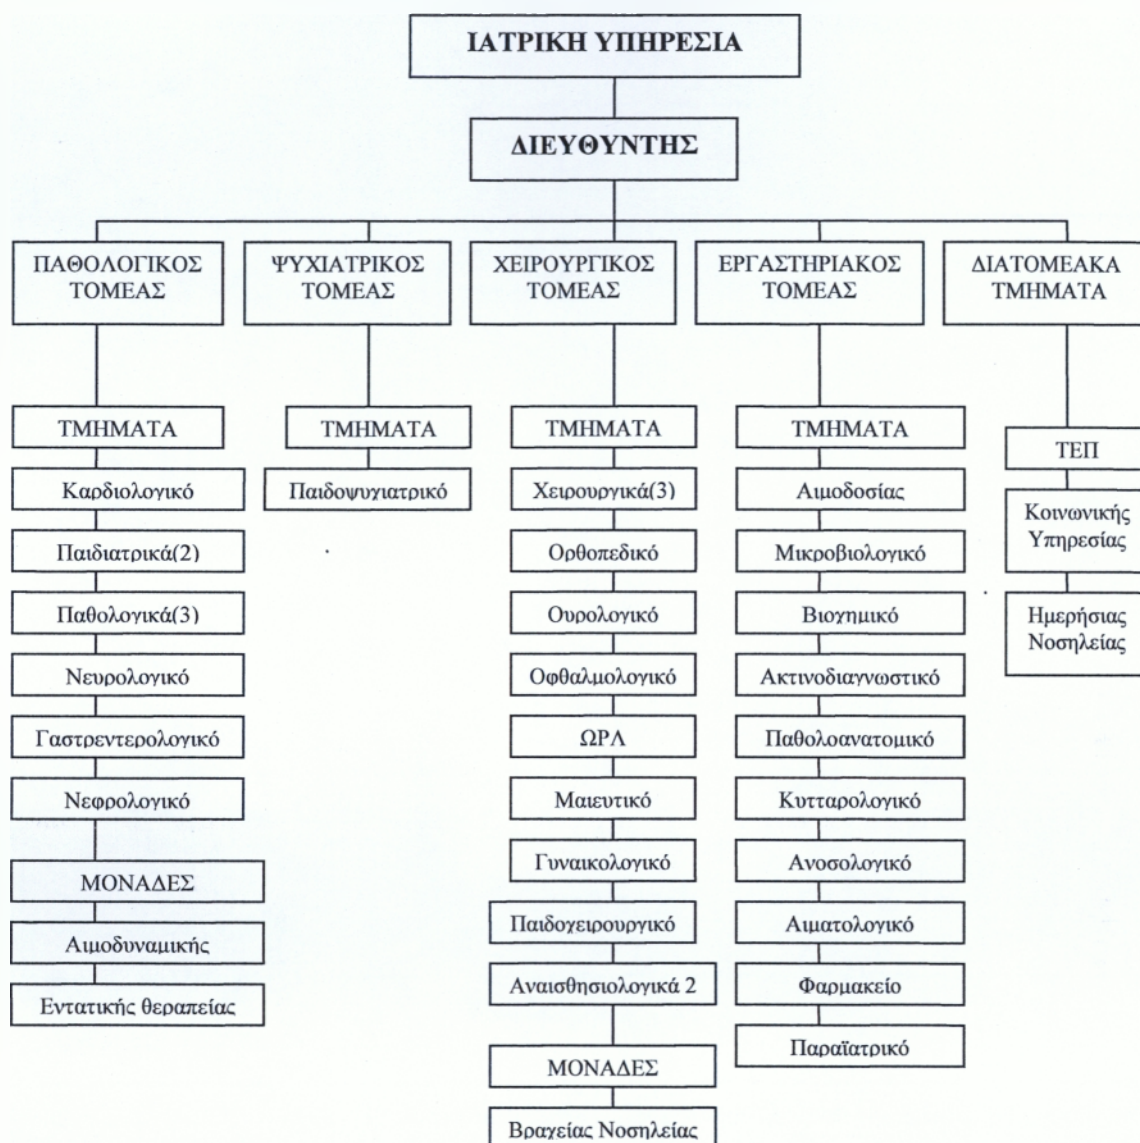 ΙΑΤΡΙΚΗ ΥΠΗΡΕΣΙΑ
ΔΙΕΥΘΥΝΤΗΣ
ΠΑΘΟΛΟΓΙΚΟΣ
ΤΟΜΕΑΣ
ΨΥΧΙΑΤΡΙΚΟΣ
ΤΟΜΕΑΣ
ΧΕΙΡΟΥΡΓΙΚΟΣ
ΤΟΜΕΑΣ
ΕΡΓΑΣΤΗΡΙΑΚΟΣ
ΤΟΜΕΑΣ
ΔΙΑΤΟΜΕΑΚΑ
ΤΜΗΜΑΤΑ
ΤΜΗΜΑΤΑ
Καρδιολογικό
Παιδιατρικά(2)
Παθολογικά(3)
Νευρολογικό
Γαστρεντερολογικό
Νεφρολογικό
ΜΟΝΑΔΕΣ
Αιμοδυναμικής
Εντατικής θεραπείας
ΤΜΗΜΑΤΑ
Παιδοψυχιατρικό
ΤΜΗΜΑΤΑ
Χειρουργικά(3)
Ορθοπεδικό
Ουρολογικό
Οφθαλμολογικό
ΩΡΛ
Μαιευτικό
Γυναικολογικό
Παιδοχειρουργικό
Αναισθησιολογικά 2
ΜΟΝΑΔΕΣ
Βραχείας Νοσηλείας
ΤΜΗΜΑΤΑ
Αιμοδοσίας
Μικροβιολογικό
Βιοχημικό
Ακτινοδιαγνωστικό
Παθολοανατομικό
Κυτταρολογικό
Ανοσολογικό
Αιματολογικό
Φαρμακείο
Παραϊατρικό
ΤΕΠ
Κοινωνικής
Υπηρεσίας
Ημερήσιας
Νοσηλείας